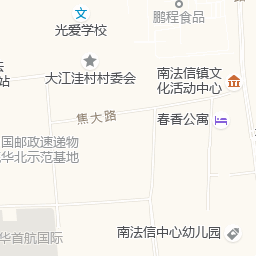 光爱学校
鹏程食品
站
大江洼村村委会
南法信镇文
化活动中心
焦大路
春香公寓
国邮政速递物
华北示范基地
华首航国际
南法信中心幼儿园